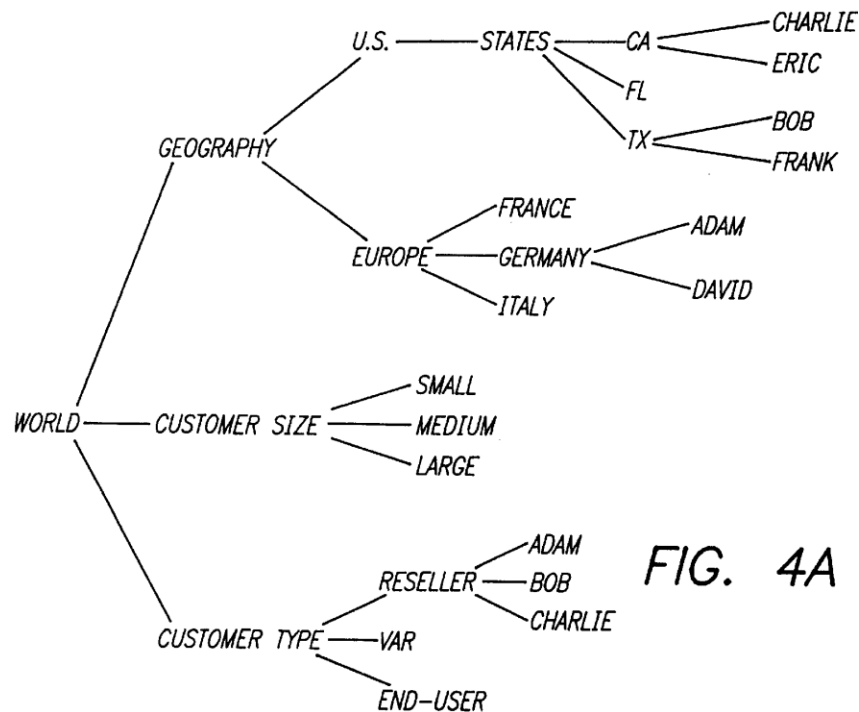 CHARLIE
U.S. STATES CA
ERIC
FL
BOB
GEOGRAPHY TX
FRANK
FRANCE
ADAM
EUROPE GERMANY
DAVID
ITALY
SMALL
WORLD CUSTOMER SIZE MEDIUM
LARGE
ADAM
RESELLER BOB
FIG. 4A
CHARLIE
CUSTOMER TYPE VAR
END-USER